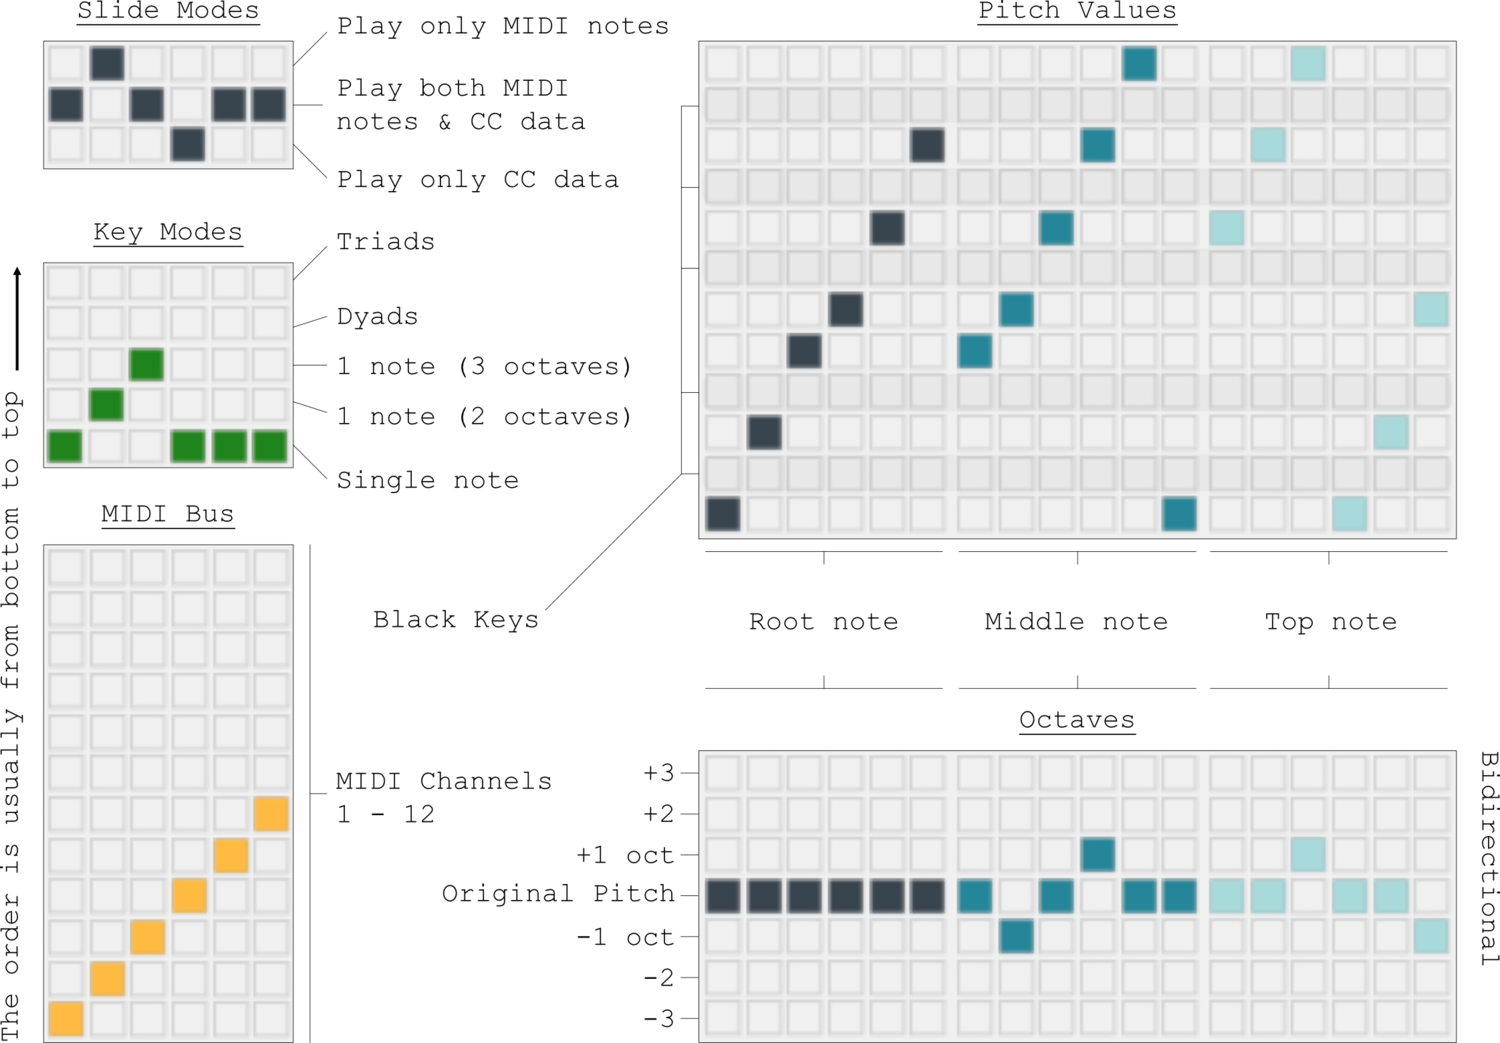 Slide Modes
Play only MIDI notes
Play both MIDI
notes & CC data
Play only CC data
Key Modes
Triads
Dyads
1 note (3 octaves)
1 note (2 octaves)
Single note
The order is usually from bottom to top
MIDI Bus
MIDI Channels
1 - 12
Pitch Values
Black Keys
Root note
Middle note
Top note
Octaves
+3
+2
+1 oct
Original Pitch
-1 oct
-2
-3
Bidirectional